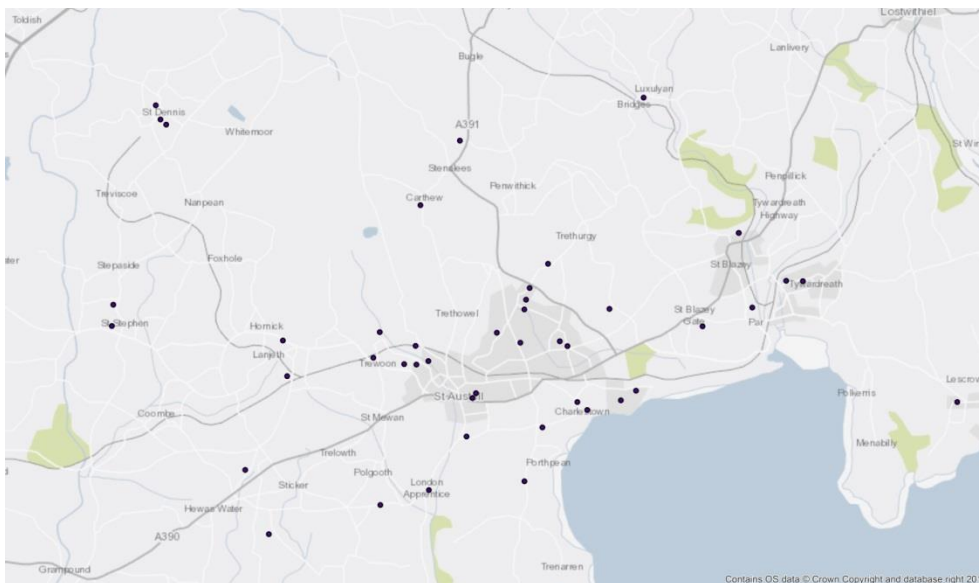 Toldish
Lostwithiel
Lanlivery
Bugle
Luxulyan
Bridges
St Dennis
Whitemoor
A391
Stenalees
St Win
Penwithick
Penpillick
Treviscoe
Nanpean
Carthew
Tywardreath
Highway
Trethurgy
Stepaside
Foxhole
St Blazey
Tywardreath
St Stephen
Hornick
Trethowel
St Blazey
Gate
Par
Lanjeth
Trewoon
St Austell
Polkerris
Lescrow
Coombe
St Mewan
Charlestown
Menabilly
Trelowth
Polgooth
London
Apprentice
Porthpean
Sticker
Hewas Water
A390
Grampound
Trenarren
Contains OS data © Crown Copyright and database right 20